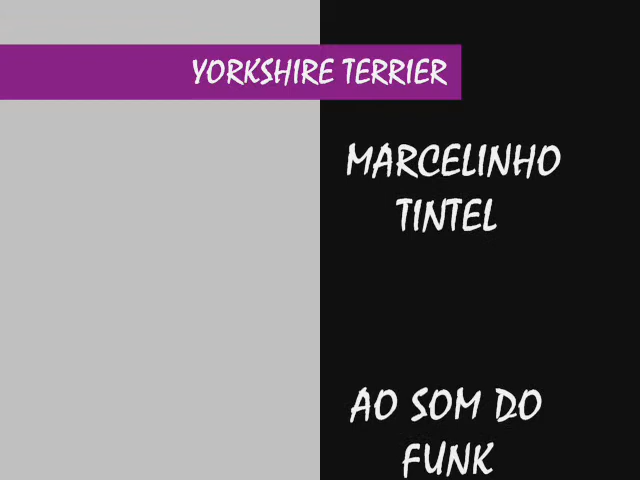 YORKSHIRE TERRIER
MARCELINHO
TINTEL
AO SOM DO
FUNK